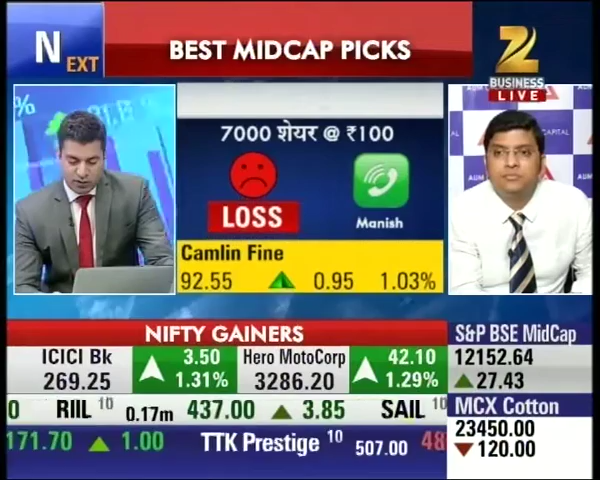 NEXT
BEST MIDCAP PICKS
Z
BUSINESS
LIVE
7000 शेयर @ ₹100
LOSS
Manish
Camlin Fine
92.55 0.95 1.03%
CAPITAL
NIFTY GAINERS
ICICI Bk 3.50 Hero MotoCorp 42.10
269.25 1.31% 3286.20 1.29%
S&P BSE MidCap
12152.64
27.43
0 RIIL 10 0.17m 437.00 3.85 SAIL 10
171.70 1.00 TTK Prestige 10 507.00 48
MCX Cotton
23450.00
120.00